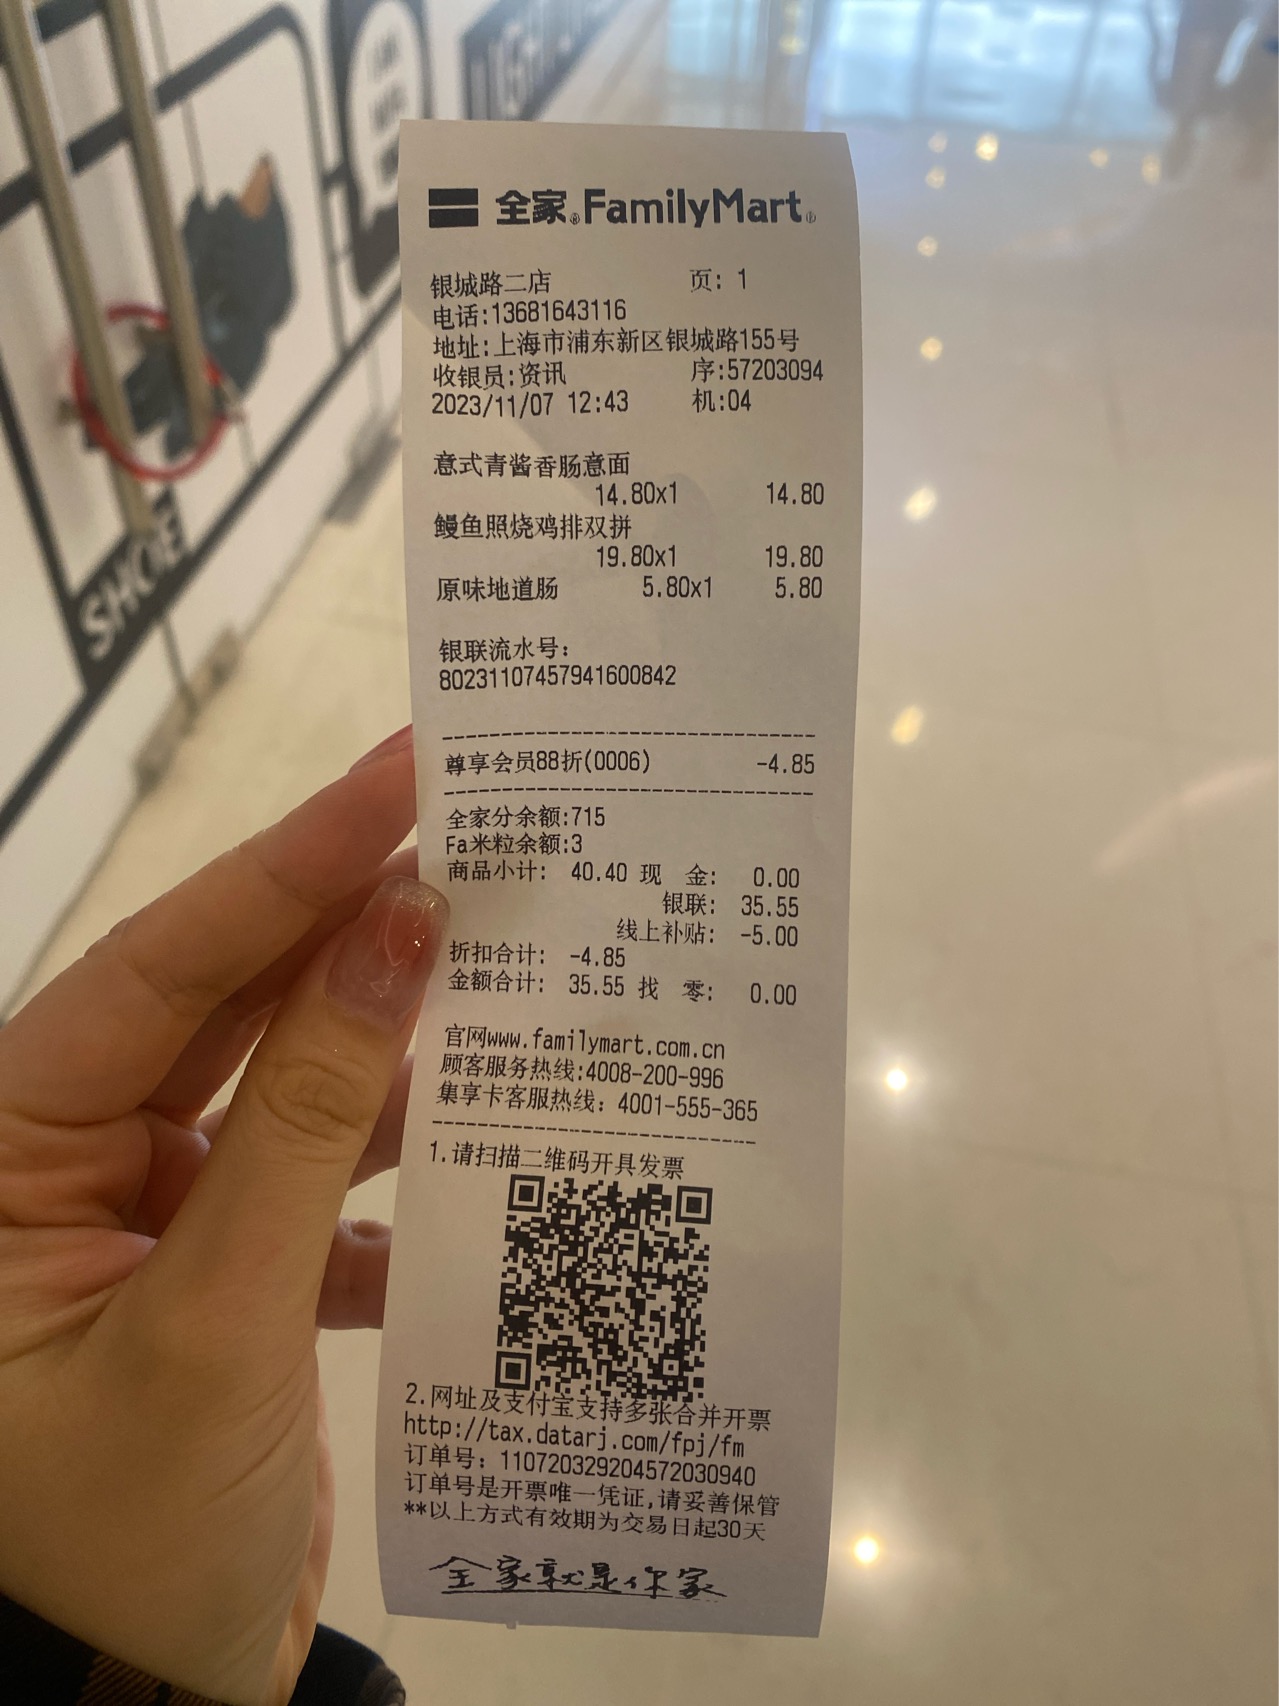 全家®FamilyMart®
银城路二店 页: 1
电话:13681643116
地址:上海市浦东新区银城路155号
收银员:资讯 序:57203094
2023/11/07 12:43 机:04
意式青酱香肠意面
14.80x1 14.80
鳗鱼照烧鸡排双拼
19.80x1 19.80
原味地道肠 5.80x1 5.80
银联流水号:
80231107457941600842
尊享会员88折(0006) -4.85
全家分余额:715
Fa米粒余额:3
商品小计: 40.40 现 金: 0.00
银联: 35.55
线上补贴: -5.00
折扣合计: -4.85
金额合计: 35.55 找 零: 0.00
官网www.familymart.com.cn
顾客服务热线:4008-200-996
集享卡客服热线: 4001-555-365
1.请扫描二维码开具发票
2.网址及支付宝支持多张合并开票
http://tax.datarj.com/fpj/fm
订单号: 110720329204572030940
订单号是开票唯一凭证,请妥善保管
**以上方式有效期为交易日起30天
全家就是你家
SHOE